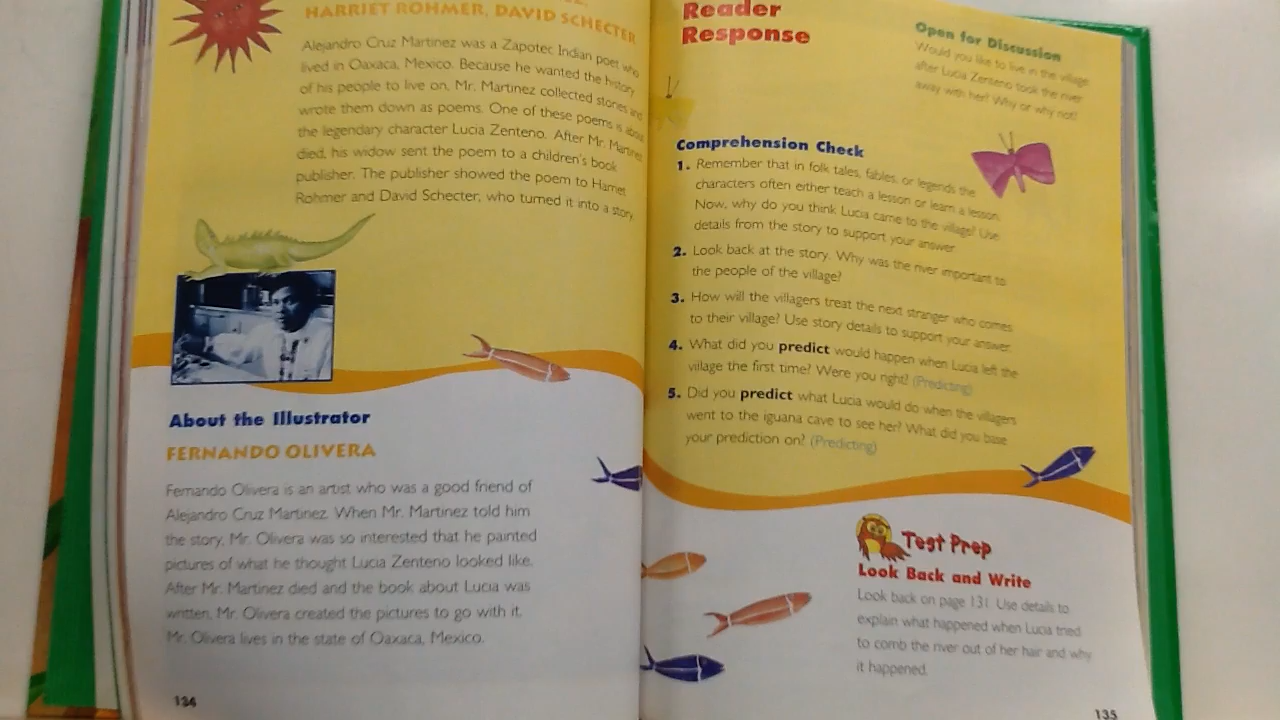 HARRIET ROHMER, DAVID SCHECTER
Alejandro Cruz Martinez was a Zapotec Indian poet who
lived in Oaxaca, Mexico. Because he wanted the history
of his people to live on, Mr. Martinez collected stories and
wrote them down as poems. One of these poems is about
the legendary character Lucia Zenteno. After Mr. Martinez
died, his widow sent the poem to a children's book
publisher. The publisher showed the poem to Harriet
Rohmer and David Schecter, who turned it into a story.
About the Illustrator
FERNANDO OLIVERA
Fernando Olivera is an artist who was a good friend of
Alejandro Cruz Martinez. When Mr. Martinez told him
the story, Mr. Olivera was so interested that he painted
pictures of what he thought Lucia Zenteno looked like.
After Mr. Martinez died and the book about Lucia was
written, Mr. Olivera created the pictures to go with it.
Mr. Olivera lives in the state of Oaxaca, Mexico.
134
Reader
Response
Open for Discussion
Would you like to live in the village
after Lucia Zenteno took the river
away with her? Why or why not?
Comprehension Check
1. Remember that in folk tales, fables, or legends the
characters often either teach a lesson or learn a lesson.
Now, why do you think Lucia came to the village? Use
details from the story to support your answer.
2. Look back at the story. Why was the river important to
the people of the village?
3. How will the villagers treat the next stranger who comes
to their village? Use story details to support your answer.
4. What did you predict would happen when Lucia left the
village the first time? Were you right? (Predicting)
5. Did you predict what Lucia would do when the villagers
went to the iguana cave to see her? What did you base
your prediction on? (Predicting)
Test Prep
Look Back and Write
Look back on page 131. Use details to
explain what happened when Lucia tried
to comb the river out of her hair and why
it happened.
135